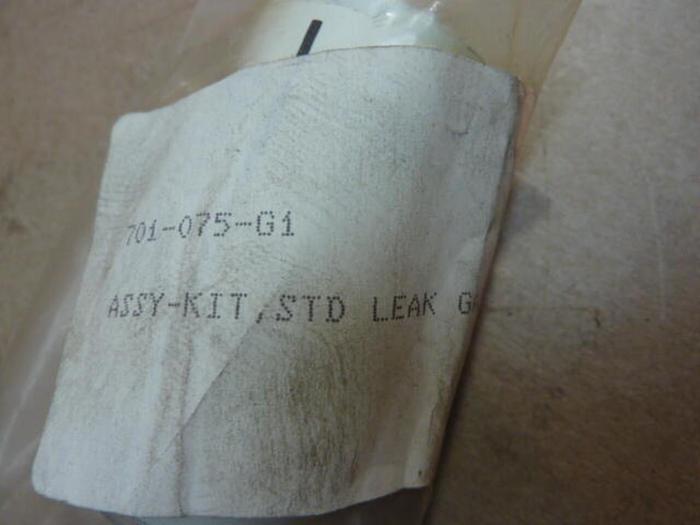 701-075-G1
ASSY-KIT,STD LEAK G